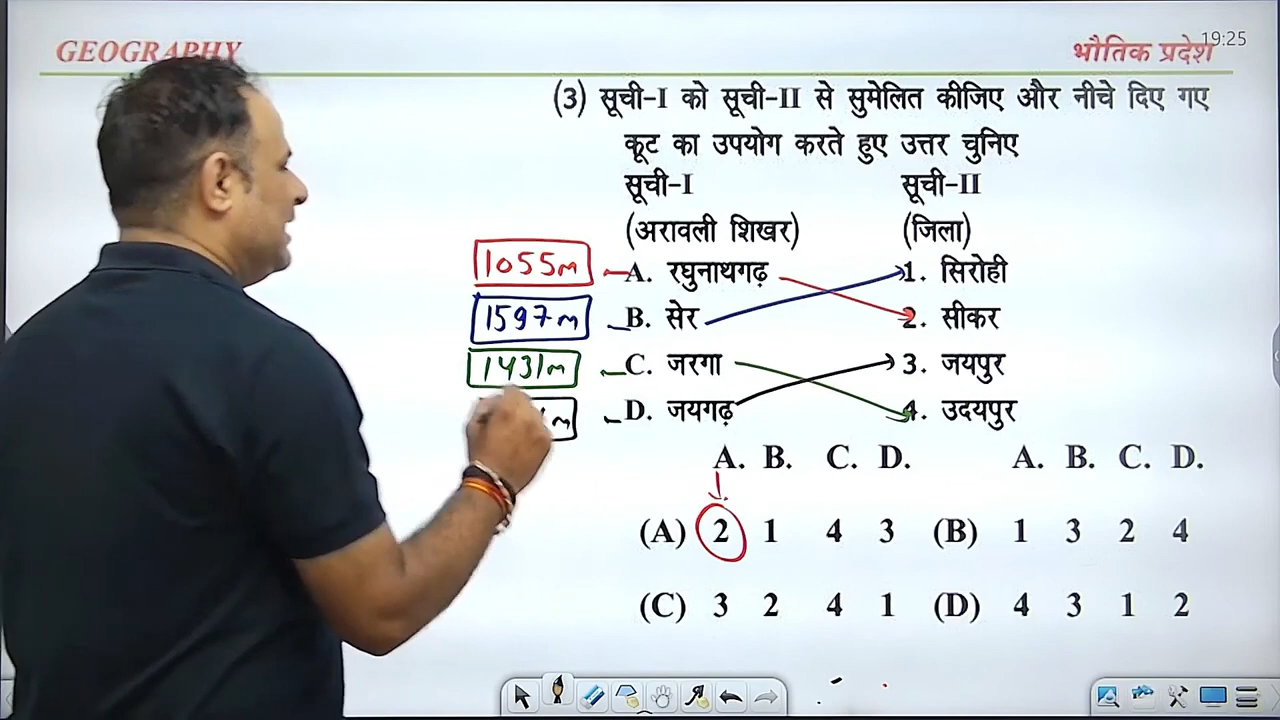 GEOGRAPHY
भौतिक प्रदेश
19:25
(3) सूची-I को सूची-II से सुमेलित कीजिए और नीचे दिए गए
कूट का उपयोग करते हुए उत्तर चुनिए
सूची-I सूची-II
(अरावली शिखर) (जिला)
1055m A. रघुनाथगढ़ 1. सिरोही
1597m B. सेर 2. सीकर
1431m C. जरगा 3. जयपुर
m D. जयगढ़ 4. उदयपुर
A. B. C. D. A. B. C. D.
(A) 2 1 4 3 (B) 1 3 2 4
(C) 3 2 4 1 (D) 4 3 1 2